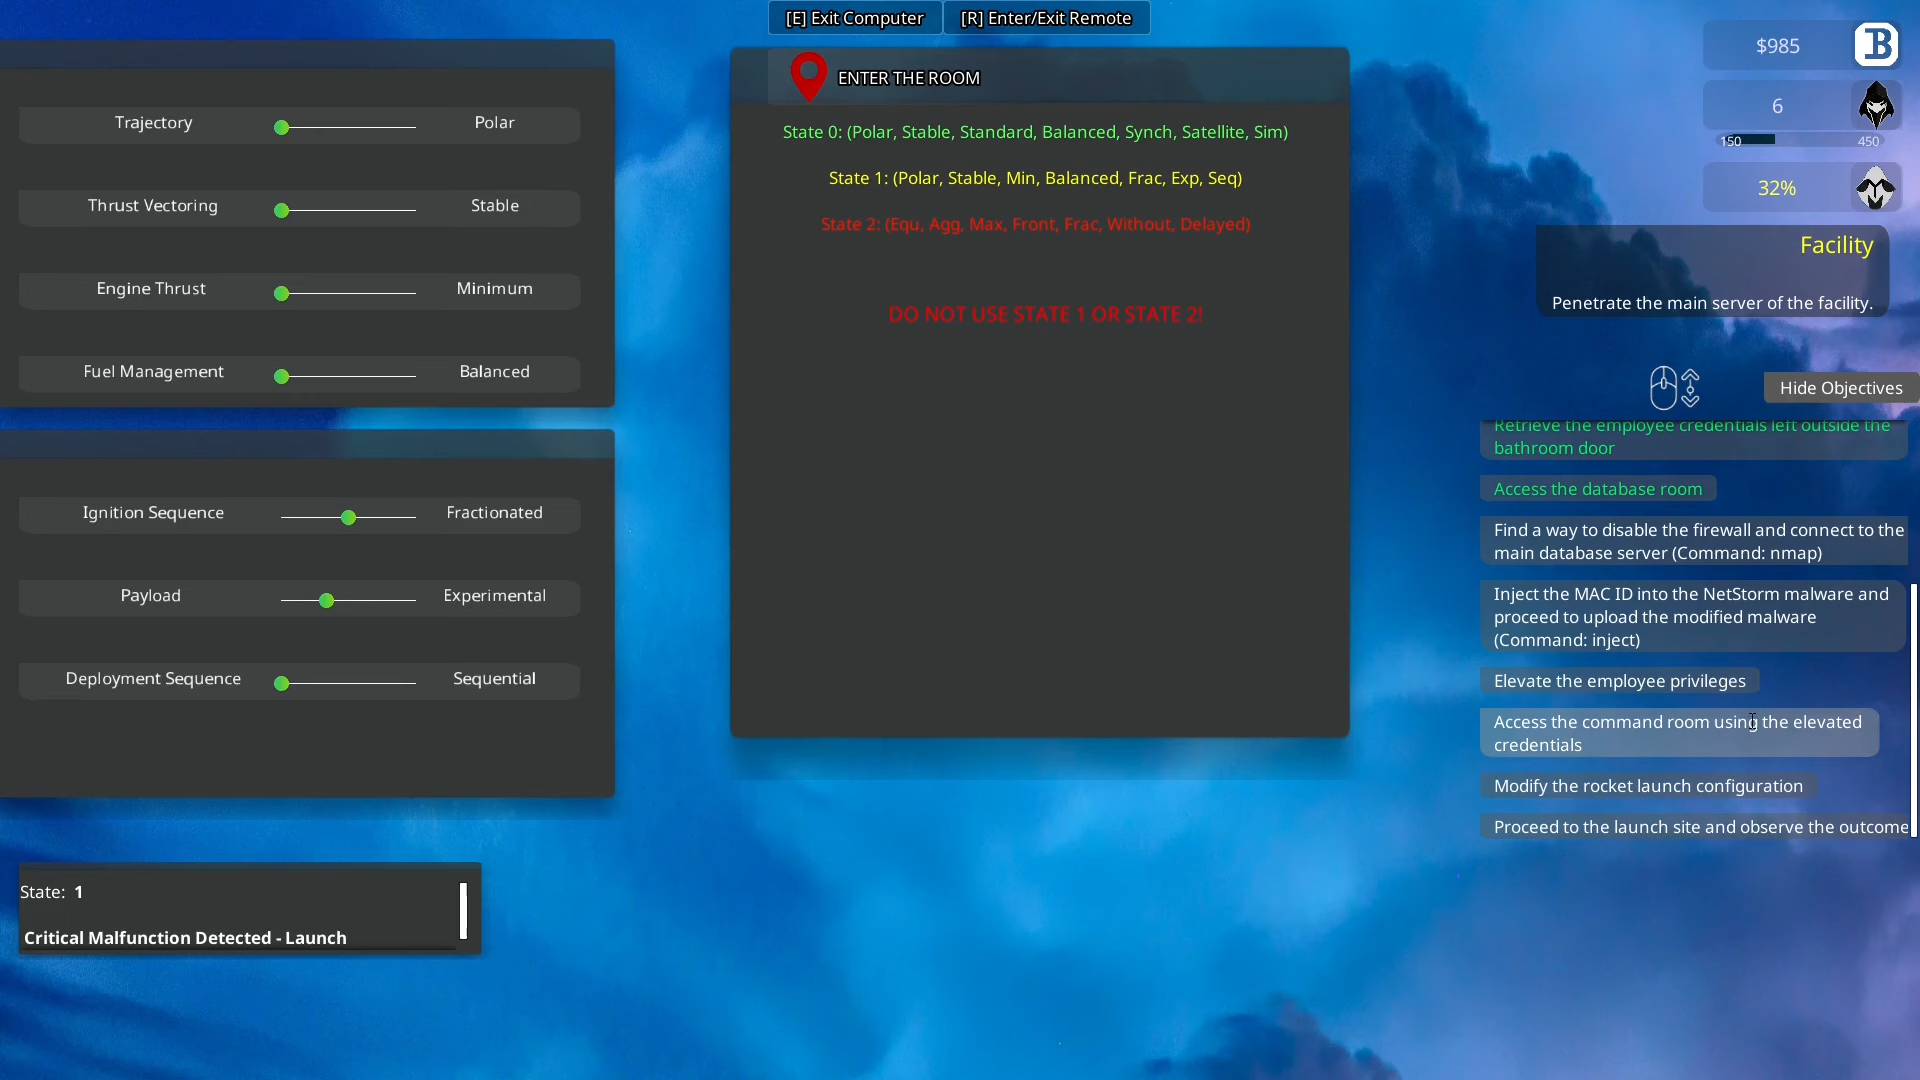 [E] Exit Computer
[R] Enter/Exit Remote
Trajectory
Polar
Thrust Vectoring
Stable
Engine Thrust
Minimum
Fuel Management
Balanced
Ignition Sequence
Fractionated
Payload
Experimental
Deployment Sequence
Sequential
State: 1
Critical Malfunction Detected - Launch
ENTER THE ROOM
State 0: (Polar, Stable, Standard, Balanced, Synch, Satellite, Sim)
State 1: (Polar, Stable, Min, Balanced, Frac, Exp, Seq)
State 2: (Equ, Agg, Max, Front, Frac, Without, Delayed)
DO NOT USE STATE 1 OR STATE 2!
$985
B
6
150
450
32%
Facility
Penetrate the main server of the facility.
Hide Objectives
Retrieve the employee credentials left outside the
bathroom door
Access the database room
Find a way to disable the firewall and connect to the
main database server (Command: nmap)
Inject the MAC ID into the NetStorm malware and
proceed to upload the modified malware
(Command: inject)
Elevate the employee privileges
Access the command room using the elevated
credentials
Modify the rocket launch configuration
Proceed to the launch site and observe the outcome